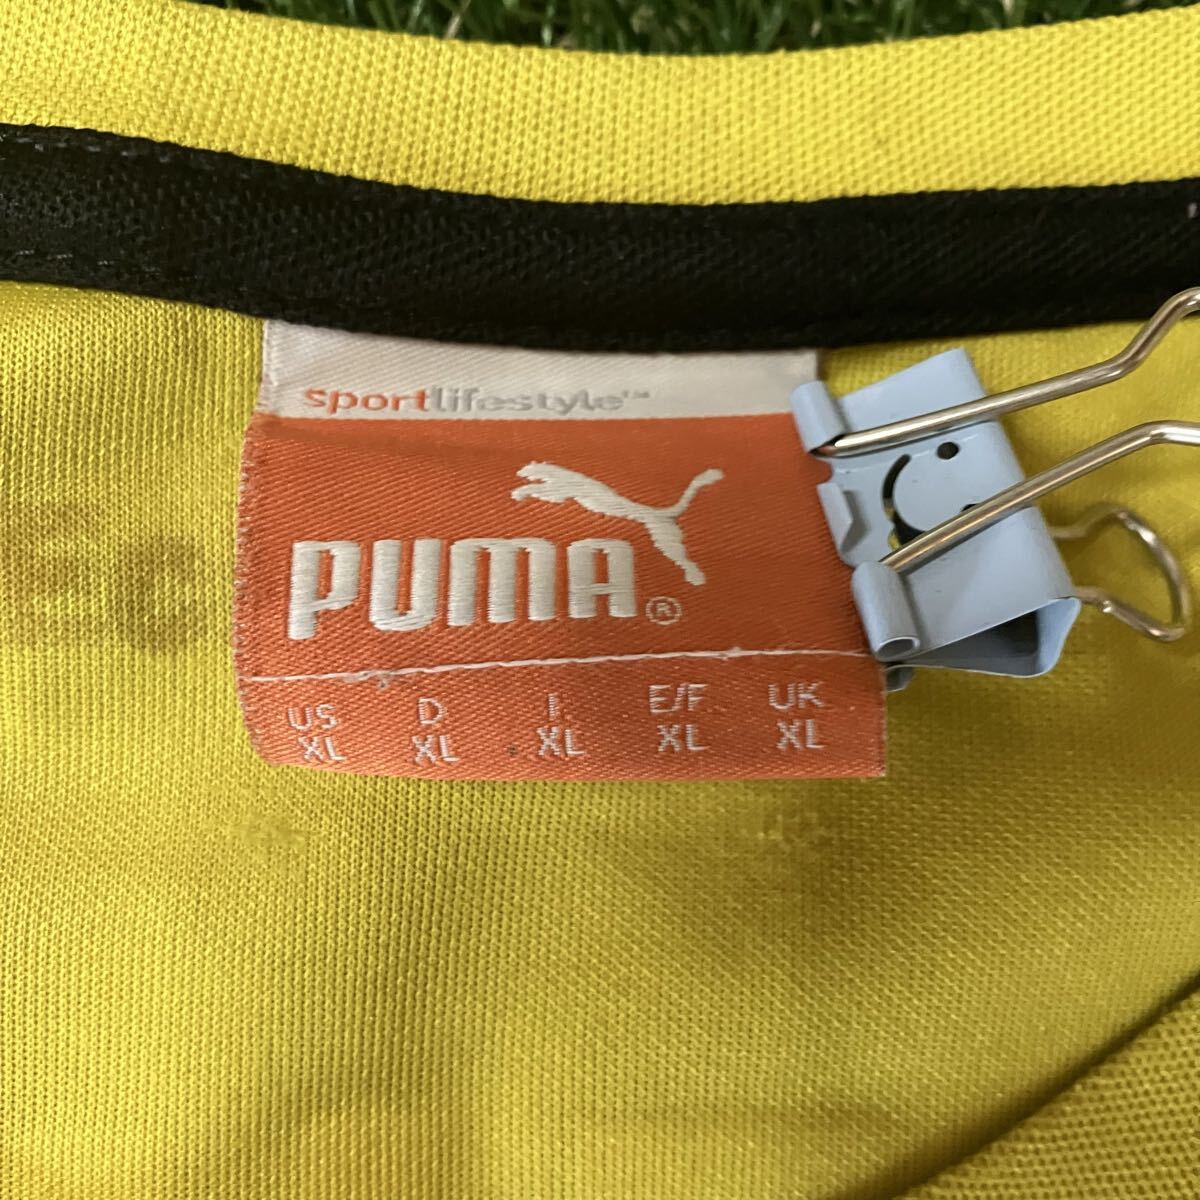 sportlifestyle™
PUMA®
US D I E/F UK
XL XL XL XL XL